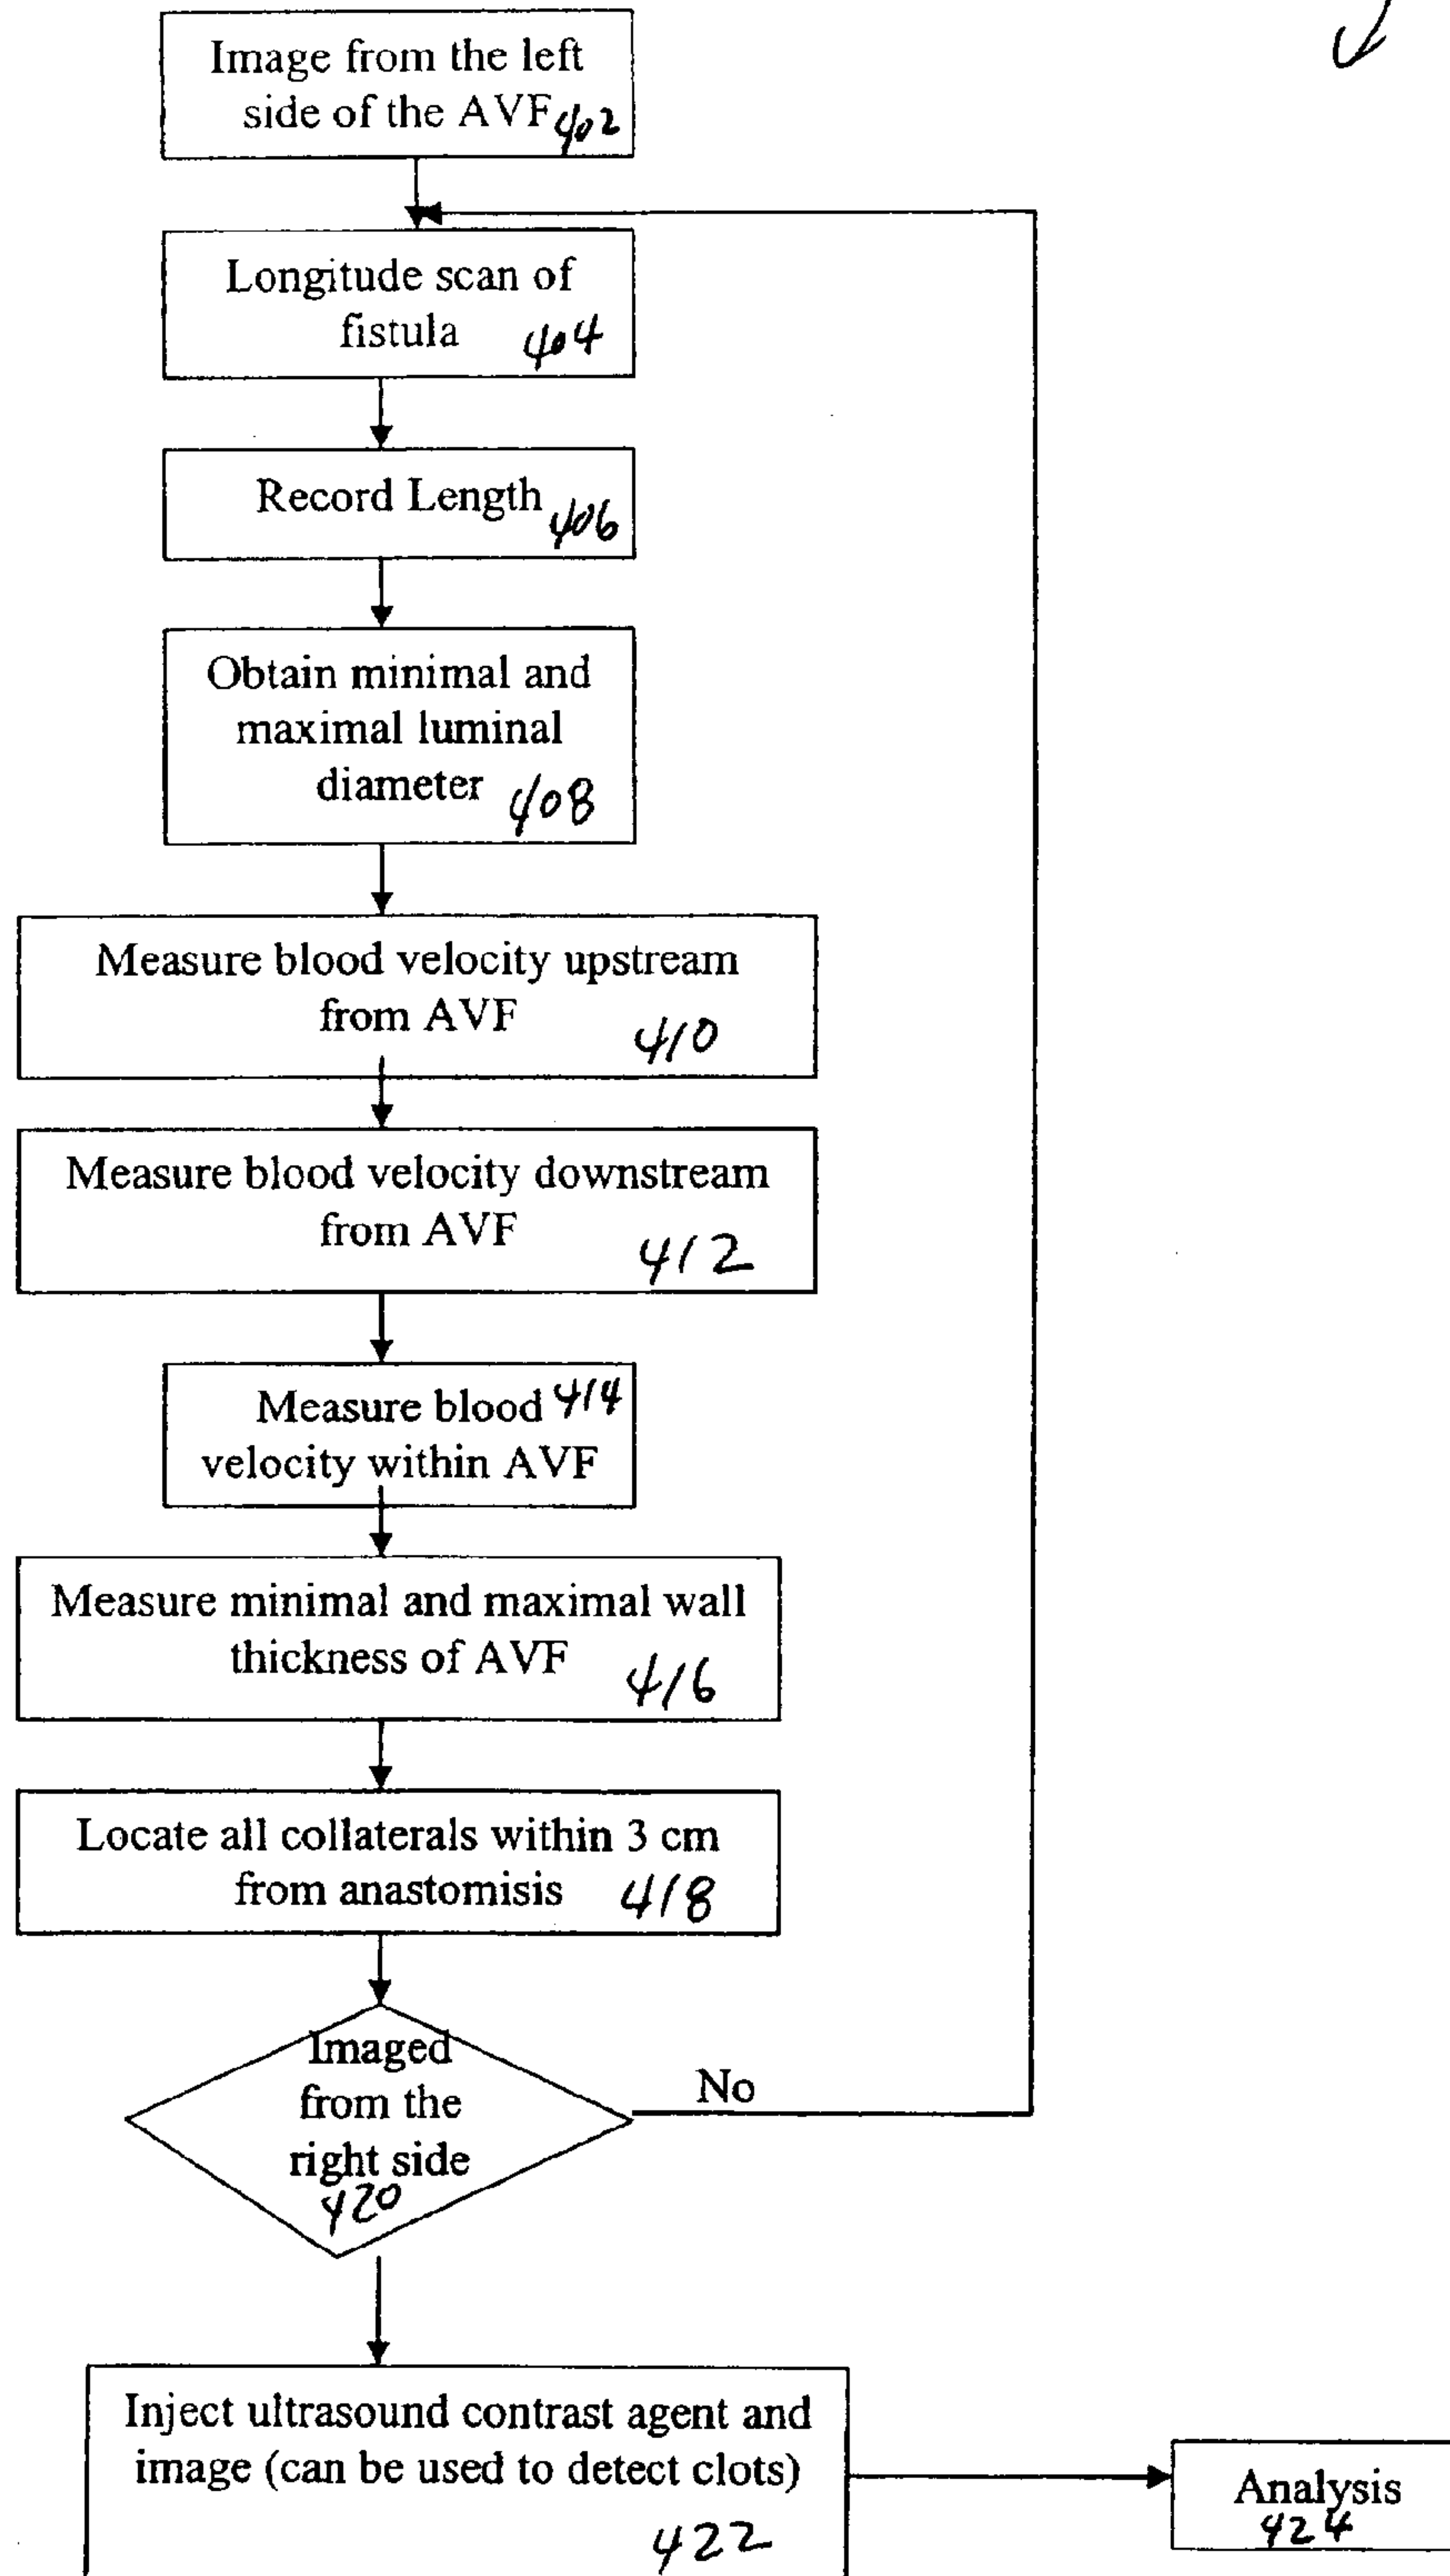 Image from the left
side of the AVF 402
Longitude scan of
fistula 404
Record Length 406
Obtain minimal and
maximal luminal
diameter 408
Measure blood velocity upstream
from AVF 410
Measure blood velocity downstream
from AVF 412
Measure blood 414
velocity within AVF
Measure minimal and maximal wall
thickness of AVF 416
Locate all collaterals within 3 cm
from anastomisis 418
Imaged
from the
right side
420
No
Inject ultrasound contrast agent and
image (can be used to detect clots)
422
Analysis
424